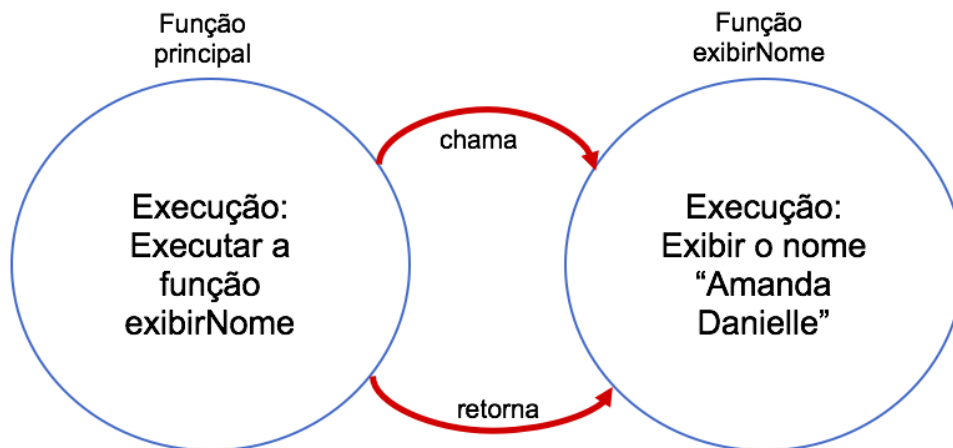 Função
principal
Função
exibirNome
chama
Execução:
Executar a
função
exibirNome
Execução:
Exibir o nome
“Amanda
Danielle”
retorna